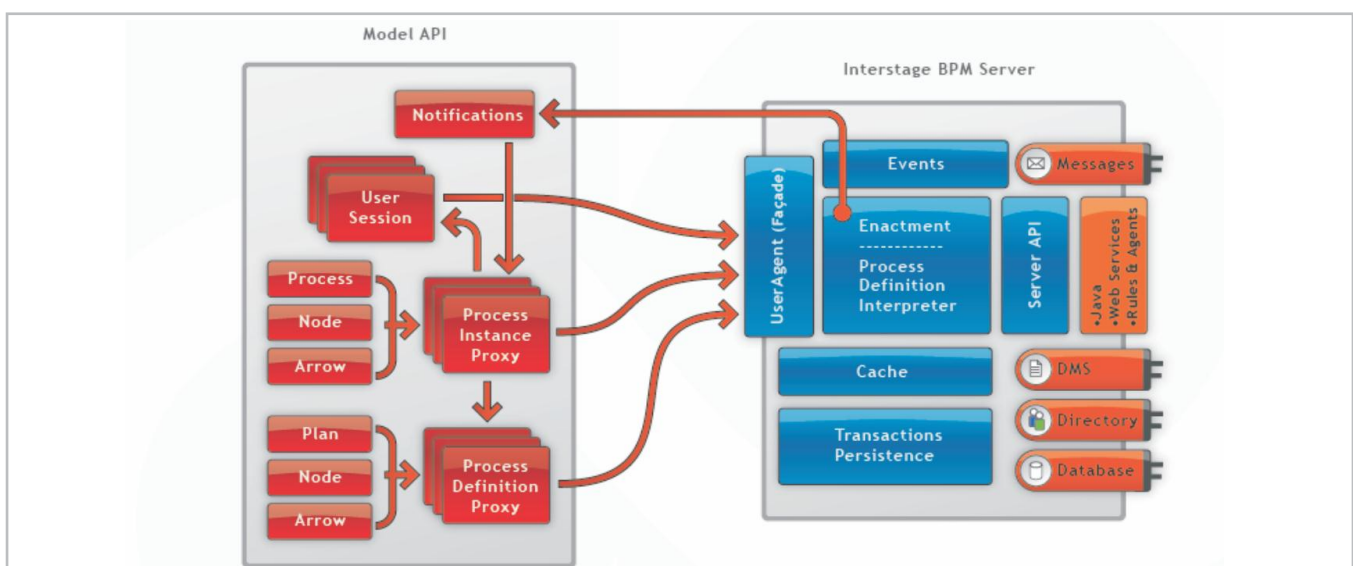 Model API
Notifications
User
Session
Process
Node
Arrow
Process
Instance
Proxy
Plan
Node
Arrow
Process
Definition
Proxy
Interstage BPM Server
UserAgent (Façade)
Events
Messages
Enactment
------------
Process
Definition
Interpreter
Server API
•Java
•Web Services
•Rules & Agents
Cache
DMS
Transactions
Persistence
Directory
Database